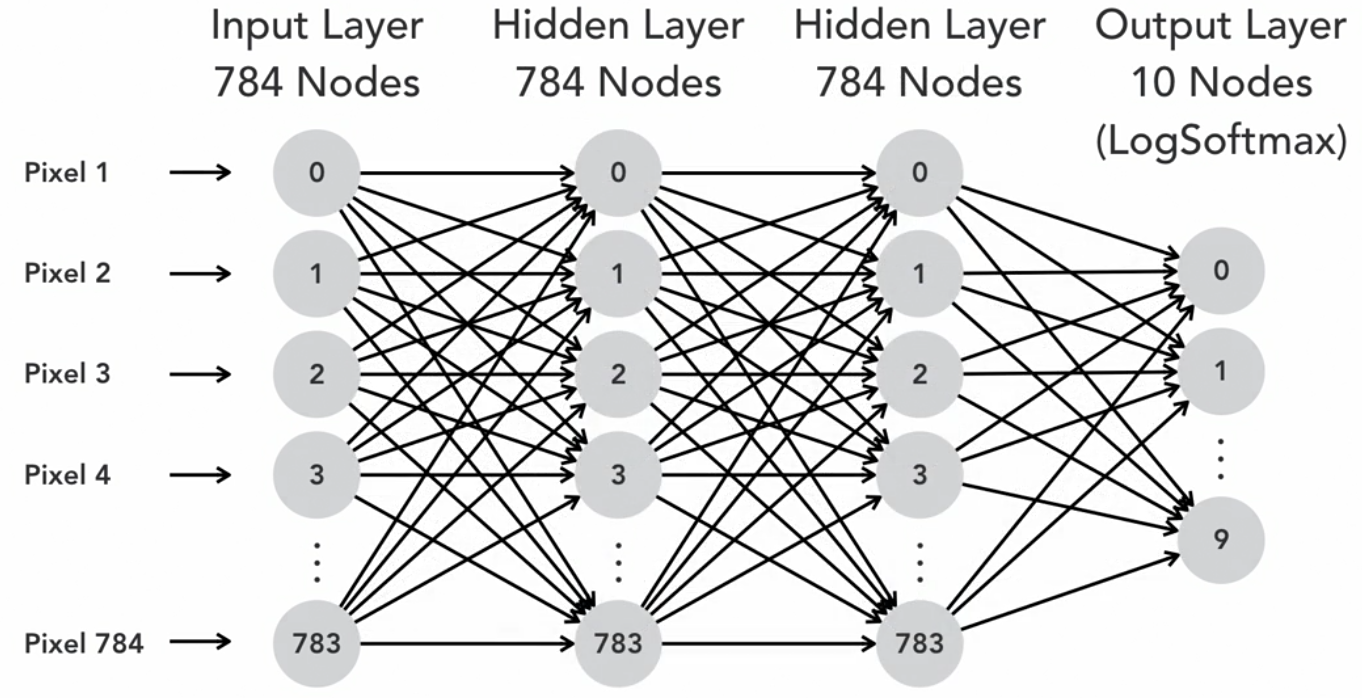 Input Layer
784 Nodes
Hidden Layer
784 Nodes
Hidden Layer
784 Nodes
Output Layer
10 Nodes
(LogSoftmax)
Pixel 1
0
0
0
Pixel 2
1
1
1
0
Pixel 3
2
2
2
1
Pixel 4
3
3
3
9
Pixel 784
783
783
783